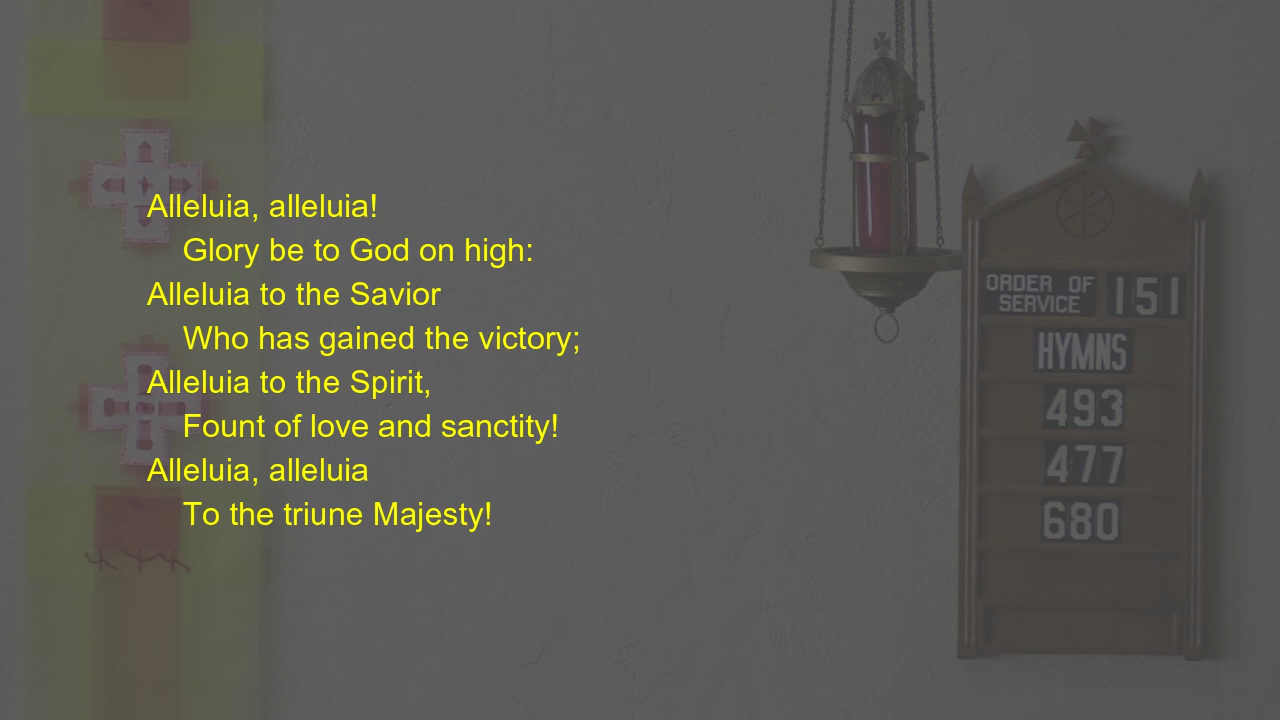 Alleluia, alleluia!
Glory be to God on high:
Alleluia to the Savior
Who has gained the victory;
Alleluia to the Spirit,
Fount of love and sanctity!
Alleluia, alleluia
To the triune Majesty!
ORDER OF
SERVICE 151
HYMNS
493
477
680